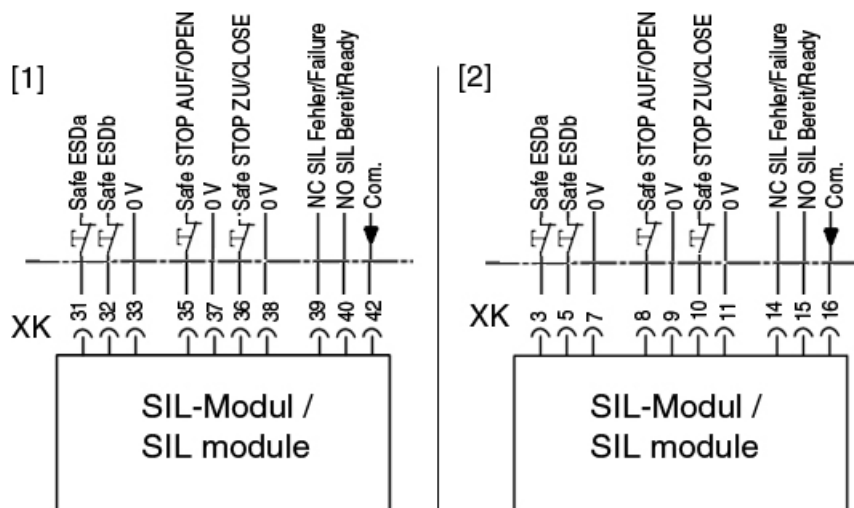 [1]
Safe ESDa
Safe ESDb
0 V
Safe STOP AUF/OPEN
0 V
Safe STOP ZU/CLOSE
0 V
NC SIL Fehler/Failure
NO SIL Bereit/Ready
Com.
XK 31 32 33 35 37 36 38 39 40 42
SIL-Modul /
SIL module
[2]
Safe ESDa
Safe ESDb
0 V
Safe STOP AUF/OPEN
0 V
Safe STOP ZU/CLOSE
0 V
NC SIL Fehler/Failure
NO SIL Bereit/Ready
Com.
XK 3 5 7 8 9 10 11 14 15 16
SIL-Modul /
SIL module